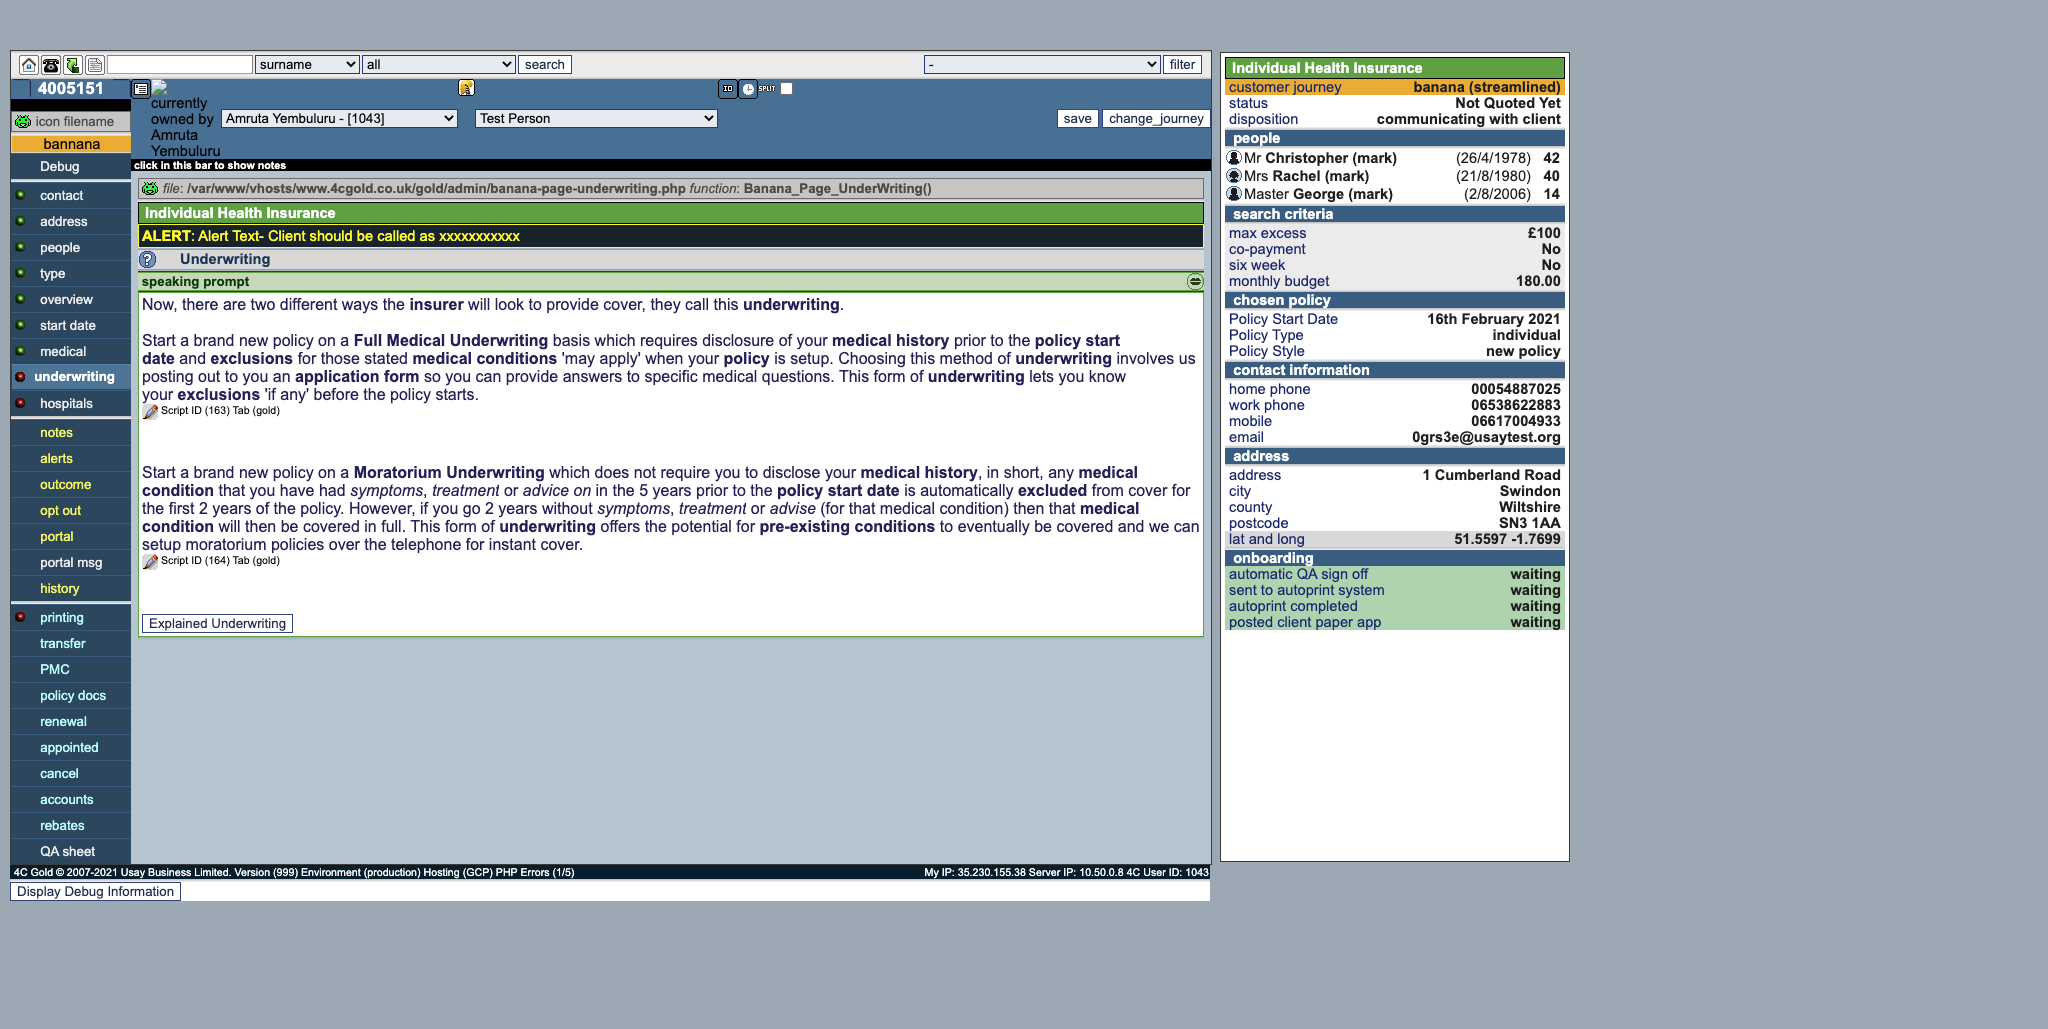 surname all search - filter
4005151
currently owned by Amruta Yembuluru
Amruta Yembuluru - [1043] Test Person
ID SPLIT
save change_journey
click in this bar to show notes
icon filename
bannana
Debug
contact
address
people
type
overview
start date
medical
underwriting
hospitals
notes
alerts
outcome
opt out
portal
portal msg
history
printing
transfer
PMC
policy docs
renewal
appointed
cancel
accounts
rebates
QA sheet
file: /var/www/vhosts/www.4cgold.co.uk/gold/admin/banana-page-underwriting.php function: Banana_Page_UnderWriting()
Individual Health Insurance
ALERT: Alert Text- Client should be called as xxxxxxxxxxx
? Underwriting
speaking prompt
Now, there are two different ways the insurer will look to provide cover, they call this underwriting.
Start a brand new policy on a Full Medical Underwriting basis which requires disclosure of your medical history prior to the policy start
date and exclusions for those stated medical conditions 'may apply' when your policy is setup. Choosing this method of underwriting involves us
posting out to you an application form so you can provide answers to specific medical questions. This form of underwriting lets you know
your exclusions 'if any' before the policy starts.
Script ID (163) Tab (gold)
Start a brand new policy on a Moratorium Underwriting which does not require you to disclose your medical history, in short, any medical
condition that you have had symptoms, treatment or advice on in the 5 years prior to the policy start date is automatically excluded from cover for
the first 2 years of the policy. However, if you go 2 years without symptoms, treatment or advise (for that medical condition) then that medical
condition will then be covered in full. This form of underwriting offers the potential for pre-existing conditions to eventually be covered and we can
setup moratorium policies over the telephone for instant cover.
Script ID (164) Tab (gold)
Explained Underwriting
4C Gold © 2007-2021 Usay Business Limited. Version (999) Environment (production) Hosting (GCP) PHP Errors (1/5)
My IP: 35.230.155.38 Server IP: 10.50.0.8 4C User ID: 1043
Display Debug Information
Individual Health Insurance
customer journey banana (streamlined)
status Not Quoted Yet
disposition communicating with client
people
Mr Christopher (mark) (26/4/1978) 42
Mrs Rachel (mark) (21/8/1980) 40
Master George (mark) (2/8/2006) 14
search criteria
max excess £100
co-payment No
six week No
monthly budget 180.00
chosen policy
Policy Start Date 16th February 2021
Policy Type individual
Policy Style new policy
contact information
home phone 00054887025
work phone 06538622883
mobile 06617004933
email 0grs3e@usaytest.org
address
address 1 Cumberland Road
city Swindon
county Wiltshire
postcode SN3 1AA
lat and long 51.5597 -1.7699
onboarding
automatic QA sign off waiting
sent to autoprint system waiting
autoprint completed waiting
posted client paper app waiting